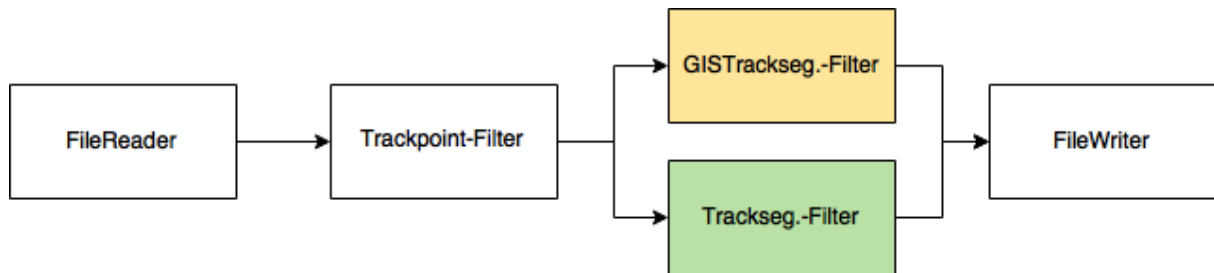 FileReader
Trackpoint-Filter
GISTrackseg.-Filter
Trackseg.-Filter
FileWriter